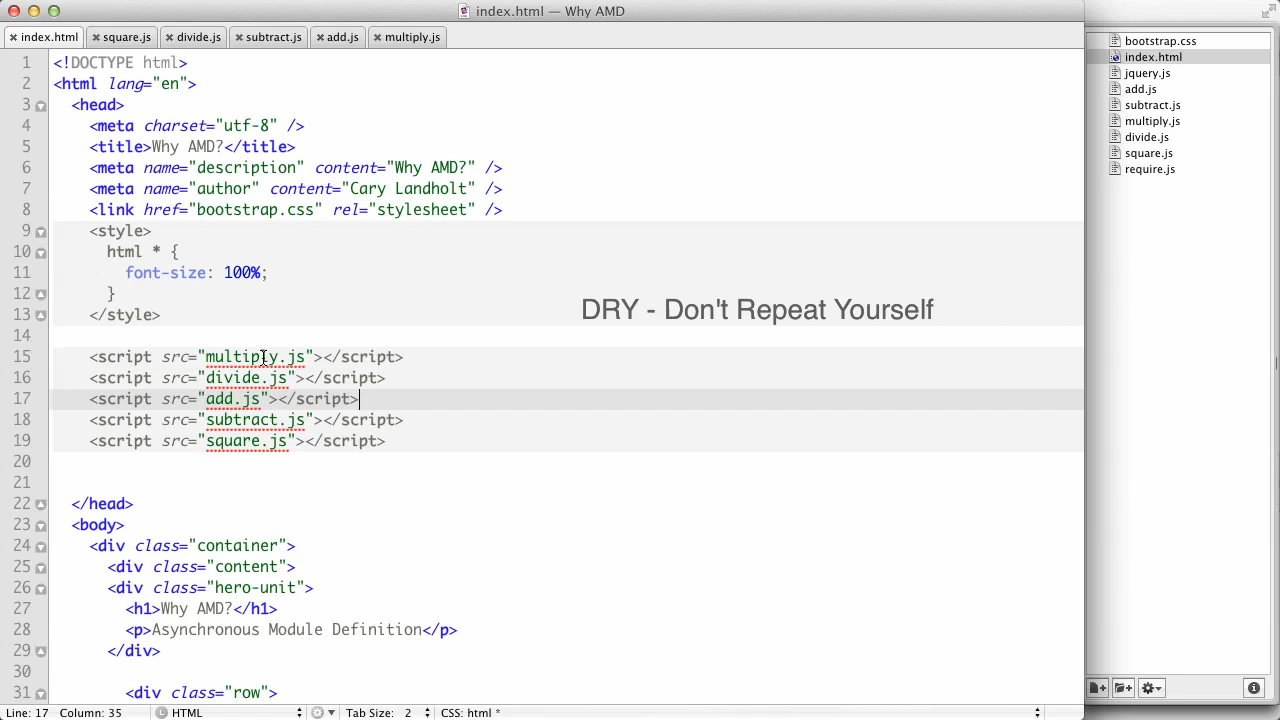 index.html — Why AMD
index.html square.js divide.js subtract.js add.js multiply.js
1 <!DOCTYPE html>
2 <html lang="en">
3 <head>
4 <meta charset="utf-8" />
5 <title>Why AMD?</title>
6 <meta name="description" content="Why AMD?" />
7 <meta name="author" content="Cary Landholt" />
8 <link href="bootstrap.css" rel="stylesheet" />
9 <style>
10 html * {
11 font-size: 100%;
12 }
13 </style>
DRY - Don't Repeat Yourself
14
15 <script src="multiply.js"></script>
16 <script src="divide.js"></script>
17 <script src="add.js"></script>
18 <script src="subtract.js"></script>
19 <script src="square.js"></script>
20
21
22 </head>
23 <body>
24 <div class="container">
25 <div class="content">
26 <div class="hero-unit">
27 <h1>Why AMD?</h1>
28 <p>Asynchronous Module Definition</p>
29 </div>
30
31 <div class="row">
Line: 17 Column: 35 L HTML Tab Size: 2 CSS: html *
bootstrap.css
index.html
jquery.js
add.js
subtract.js
multiply.js
divide.js
square.js
require.js